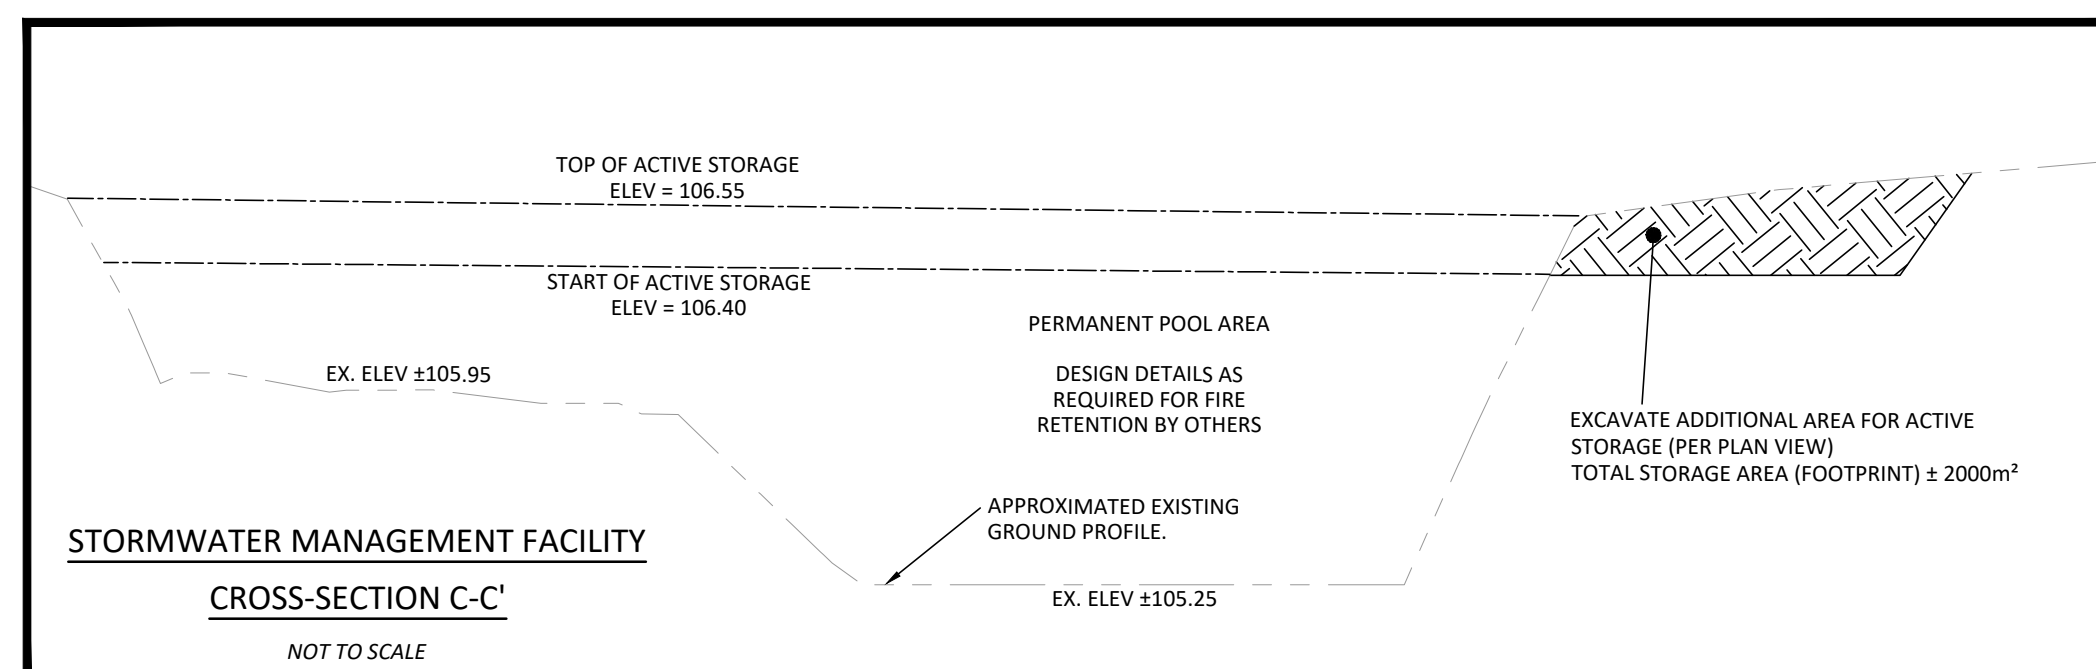 TOP OF ACTIVE STORAGE
ELEV = 106.55
START OF ACTIVE STORAGE
ELEV = 106.40
PERMANENT POOL AREA
EX. ELEV ±105.95
DESIGN DETAILS AS
REQUIRED FOR FIRE
RETENTION BY OTHERS
EXCAVATE ADDITIONAL AREA FOR ACTIVE
STORAGE (PER PLAN VIEW)
TOTAL STORAGE AREA (FOOTPRINT) ± 2000m²
APPROXIMATED EXISTING
GROUND PROFILE.
EX. ELEV ±105.25
STORMWATER MANAGEMENT FACILITY
CROSS-SECTION C-C'
NOT TO SCALE